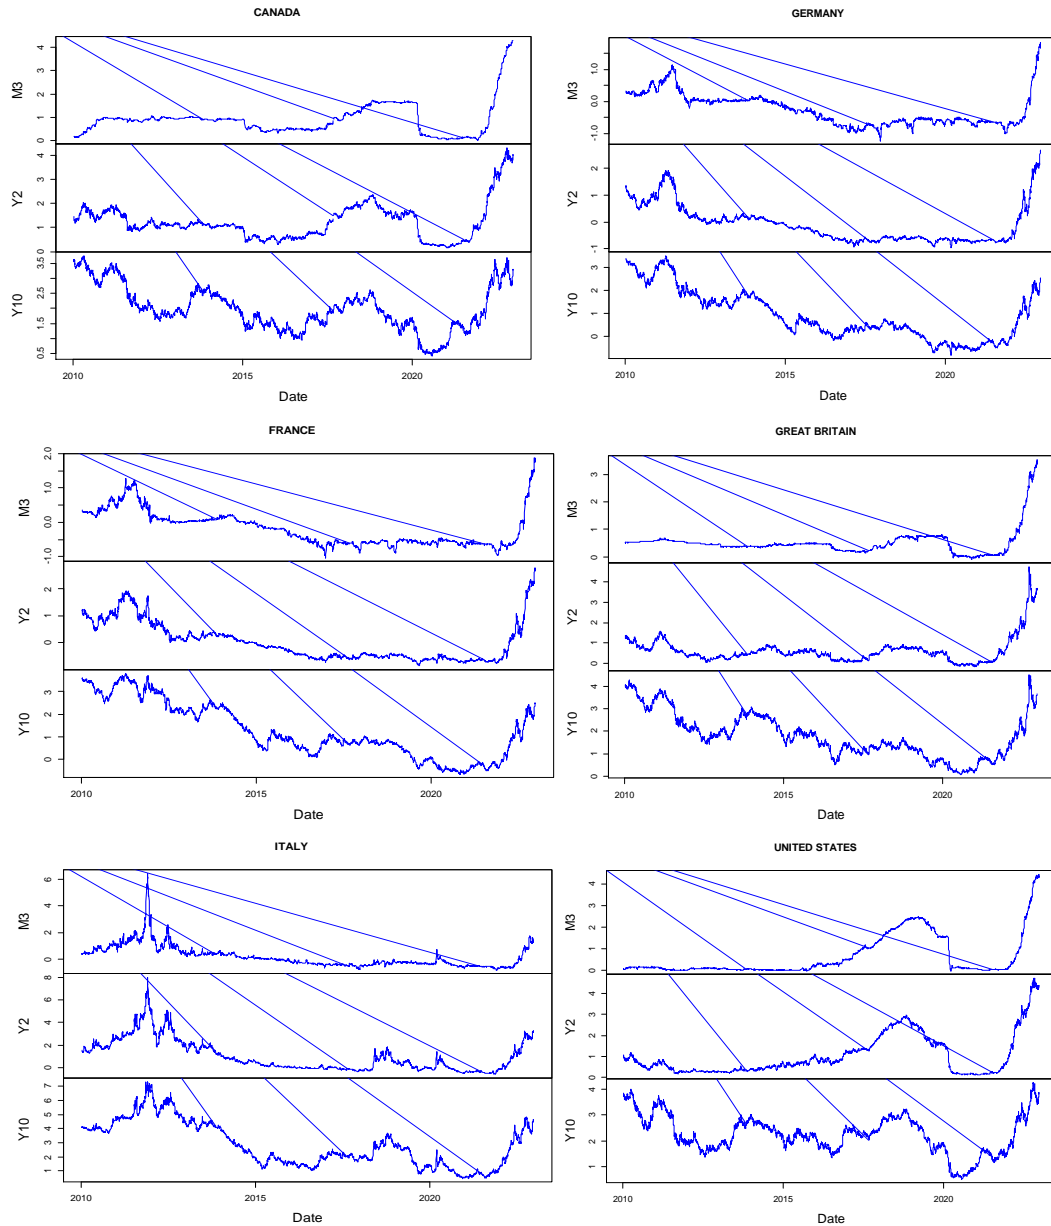 CANADA
M3
0 1 2 3 4
Y2
0 1 2 3 4
Y10
0.5 1.5 2.5 3.5
2010 2015 2020
Date
GERMANY
M3
-1.0 0.0 1.0
Y2
-1 0 1 2
Y10
0 1 2 3
2010 2015 2020
Date
FRANCE
M3
-1.0 0.0 1.0 2.0
Y2
0 1 2
Y10
0 1 2 3
2010 2015 2020
Date
GREAT BRITAIN
M3
0 1 2 3
Y2
0 1 2 3 4
Y10
0 1 2 3 4
2010 2015 2020
Date
ITALY
M3
0 2 4 6
Y2
0 2 4 6 8
Y10
1 2 3 4 5 6 7
2010 2015 2020
Date
UNITED STATES
M3
0 1 2 3 4
Y2
0 1 2 3 4
Y10
1 2 3 4
2010 2015 2020
Date